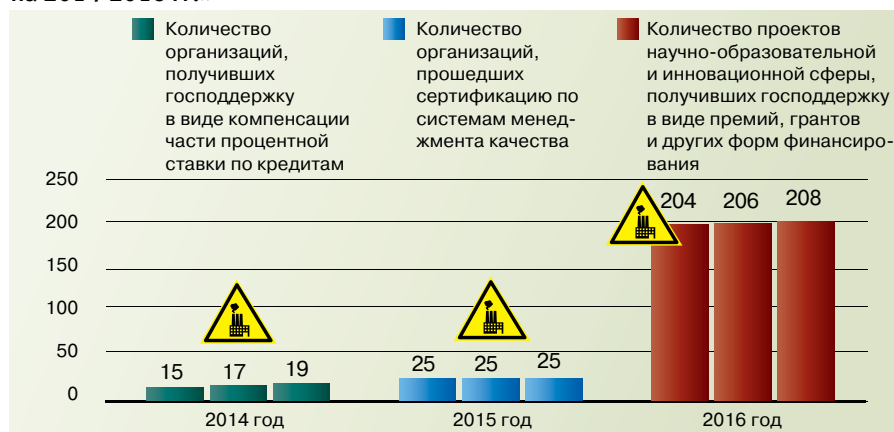 Количество
организаций,
получивших
господдержку
в виде компенсации
части процентной
ставки по кредитам
Количество
организаций,
прошедших
сертификацию по
системам менед-
жмента качества
Количество проектов
научно-образовательной
и инновационной сферы,
получивших господдержку
в виде премий, грантов
и других форм финансиро-
вания
250
200
150
100
50
0
15
17
19
25
25
25
204
206
208
2014 год
2015 год
2016 год